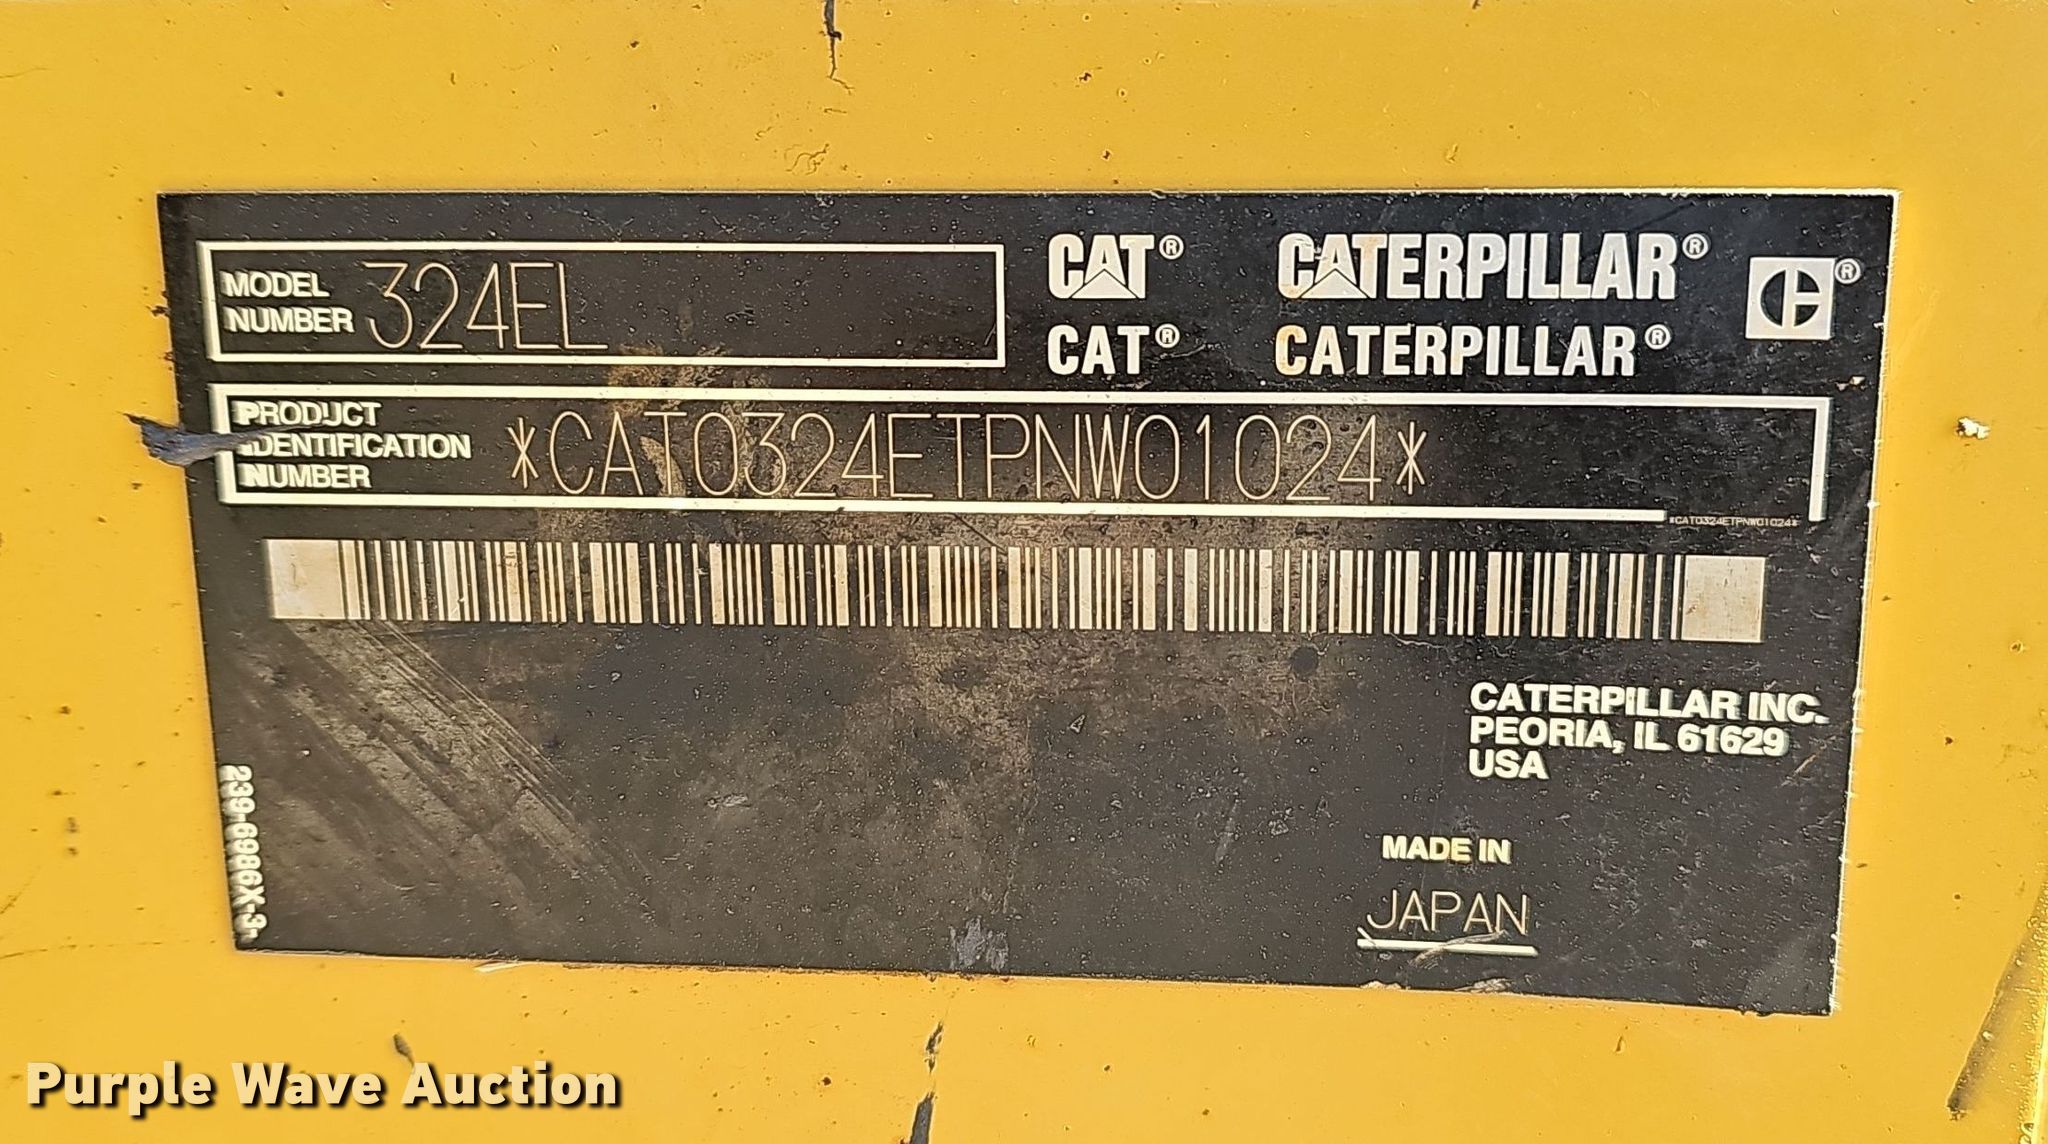 MODEL NUMBER 324EL
CAT® CATERPILLAR® ®
CAT® CATERPILLAR®
PRODUCT IDENTIFICATION NUMBER *CAT0324ETPNW01024*
*CAT0324ETPNW01024*
CATERPILLAR INC.
PEORIA, IL 61629
USA
MADE IN
JAPAN
239-6986X-3
Purple Wave Auction